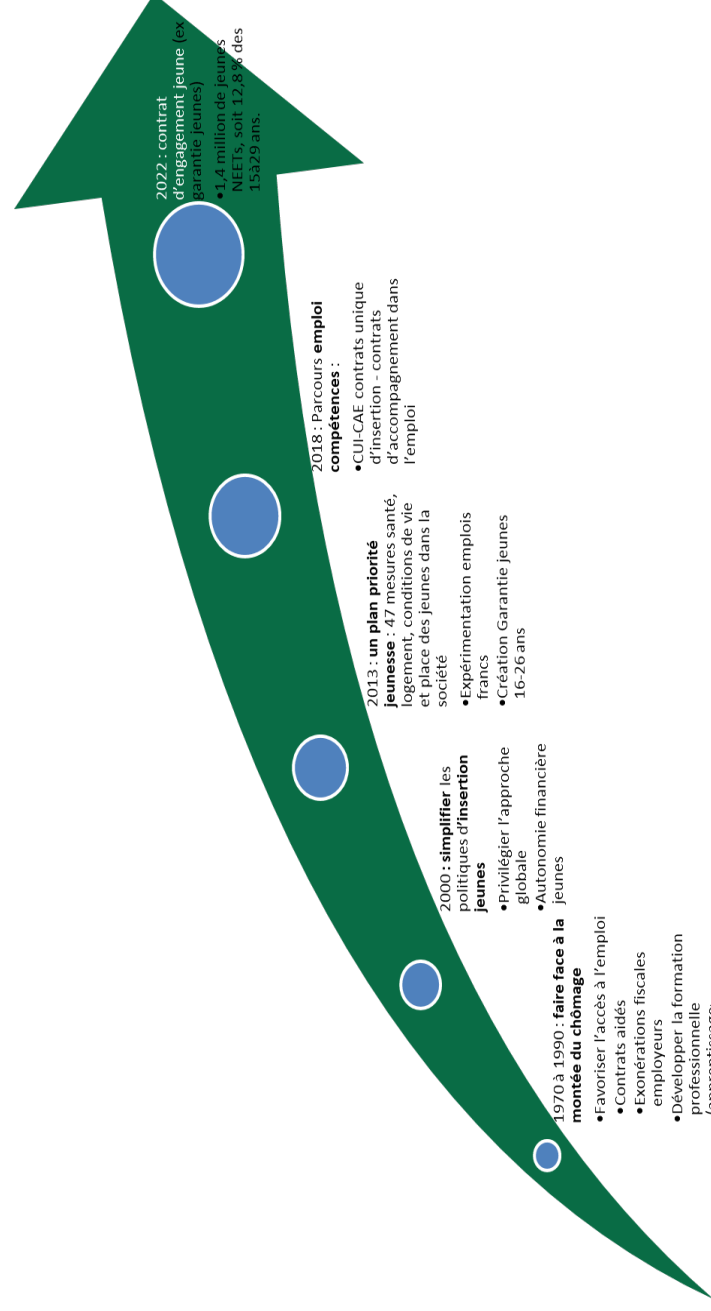 1970 à 1990 : faire face à la
montée du chômage
•Favoriser l'accès à l'emploi
•Contrats aidés
•Exonérations fiscales
employeurs
•Développer la formation
professionnelle
2000 : simplifier les
politiques d'insertion
jeunes
•Privilégier l'approche
globale
•Autonomie financière
jeunes
2013 : un plan priorité
jeunesse : 47 mesures santé,
logement, conditions de vie
et place des jeunes dans la
société
•Expérimentation emplois
francs
•Création Garantie jeunes
16-26 ans
2018 : Parcours emploi
compétences :
•CUI-CAE contrats unique
d'insertion - contrats
d'accompagnement dans
l'emploi
2022 : contrat
d'engagement jeune (ex
garantie jeunes)
•1,4 million de jeunes
NEETs, soit 12,8 % des
15à29 ans.